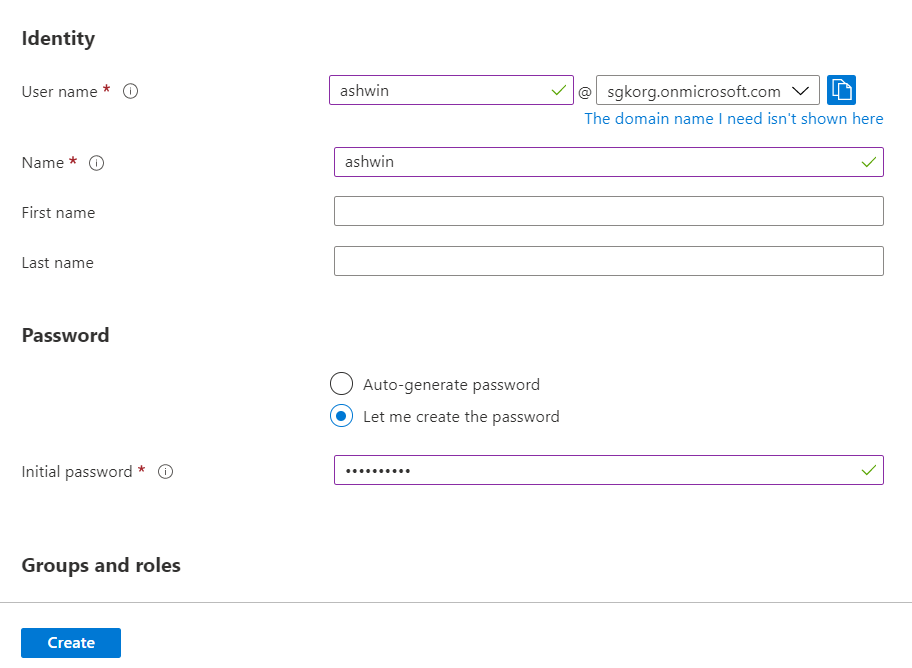 Identity
User name *
ashwin @ sgkorg.onmicrosoft.com
The domain name I need isn't shown here
Name *
ashwin
First name
Last name
Password
Auto-generate password
Let me create the password
Initial password *
••••••••••
Groups and roles
Create